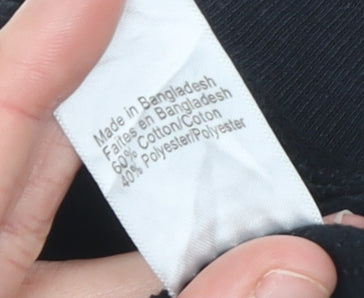 Made in Bangladesh
Faites en Bangladesh
60% Cotton/Coton
40% Polyester/Polyester